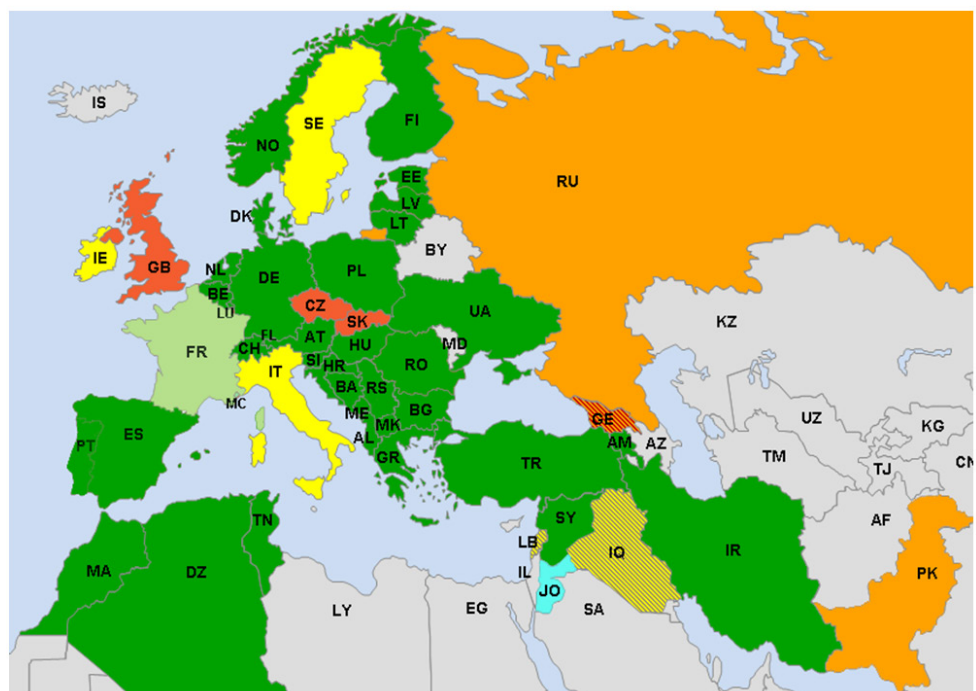 IS
SE
FI
NO
EE
RU
LV
DK
LT
BY
IE
GB
NL
DE
PL
BE
CZ
UA
LU
SK
KZ
FL
AT
MD
FR
CH
HU
SI
HR
RO
IT
BA
RS
MC
ME
BG
GE
UZ
KG
ES
MK
PT
AL
AM
AZ
GR
TR
TM
TJ
CN
TN
SY
AF
LB
IQ
IR
MA
DZ
IL
PK
JO
LY
EG
SA